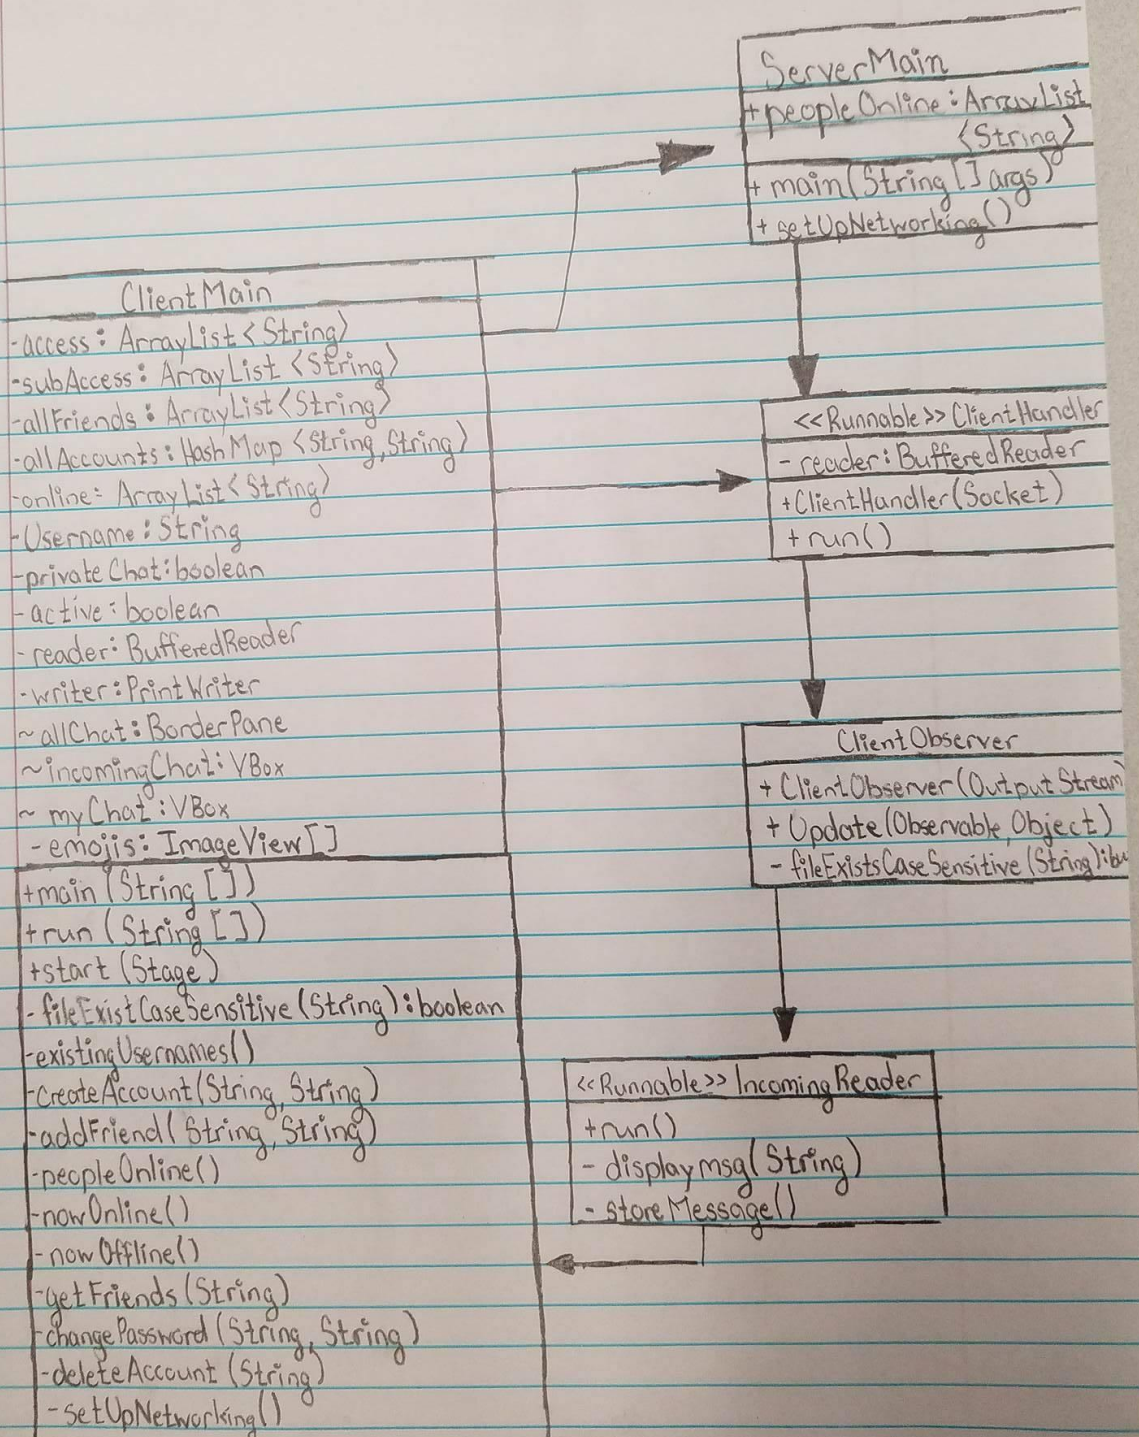 ServerMain
+peopleOnline: ArrayList
<String>
+ main(String[] args)
+ setUpNetworking()
ClientMain
-access: ArrayList<String>
-subAccess: ArrayList <String>
-allFriends: ArrayList<String>
-allAccounts: HashMap <String,String>
-online: ArrayList<String>
-Username: String
-privateChat: boolean
-active: boolean
-reader: BufferedReader
-writer: PrintWriter
~allChat: BorderPane
~incomingChat: VBox
~ myChat: VBox
-emojis: ImageView[]
+main (String [])
+run (String [])
+start (Stage)
-fileExistCaseSensitive (String): boolean
-existingUsernames()
-createAccount(String, String)
-addFriend( String, String)
-peopleOnline()
-nowOnline()
-nowOffline()
-getFriends (String)
-changePassword (String, String)
-deleteAccount (String)
-setUpNetworking()
<<Runnable>> ClientHandler
- reader: BufferedReader
+ClientHandler(Socket)
+run()
ClientObserver
+ ClientObserver(OutputStream)
+ Update(Observable, Object)
- fileExistsCaseSensitive (String):
<<Runnable>> IncomingReader
+run()
- displaymsg(String)
- storeMessage()